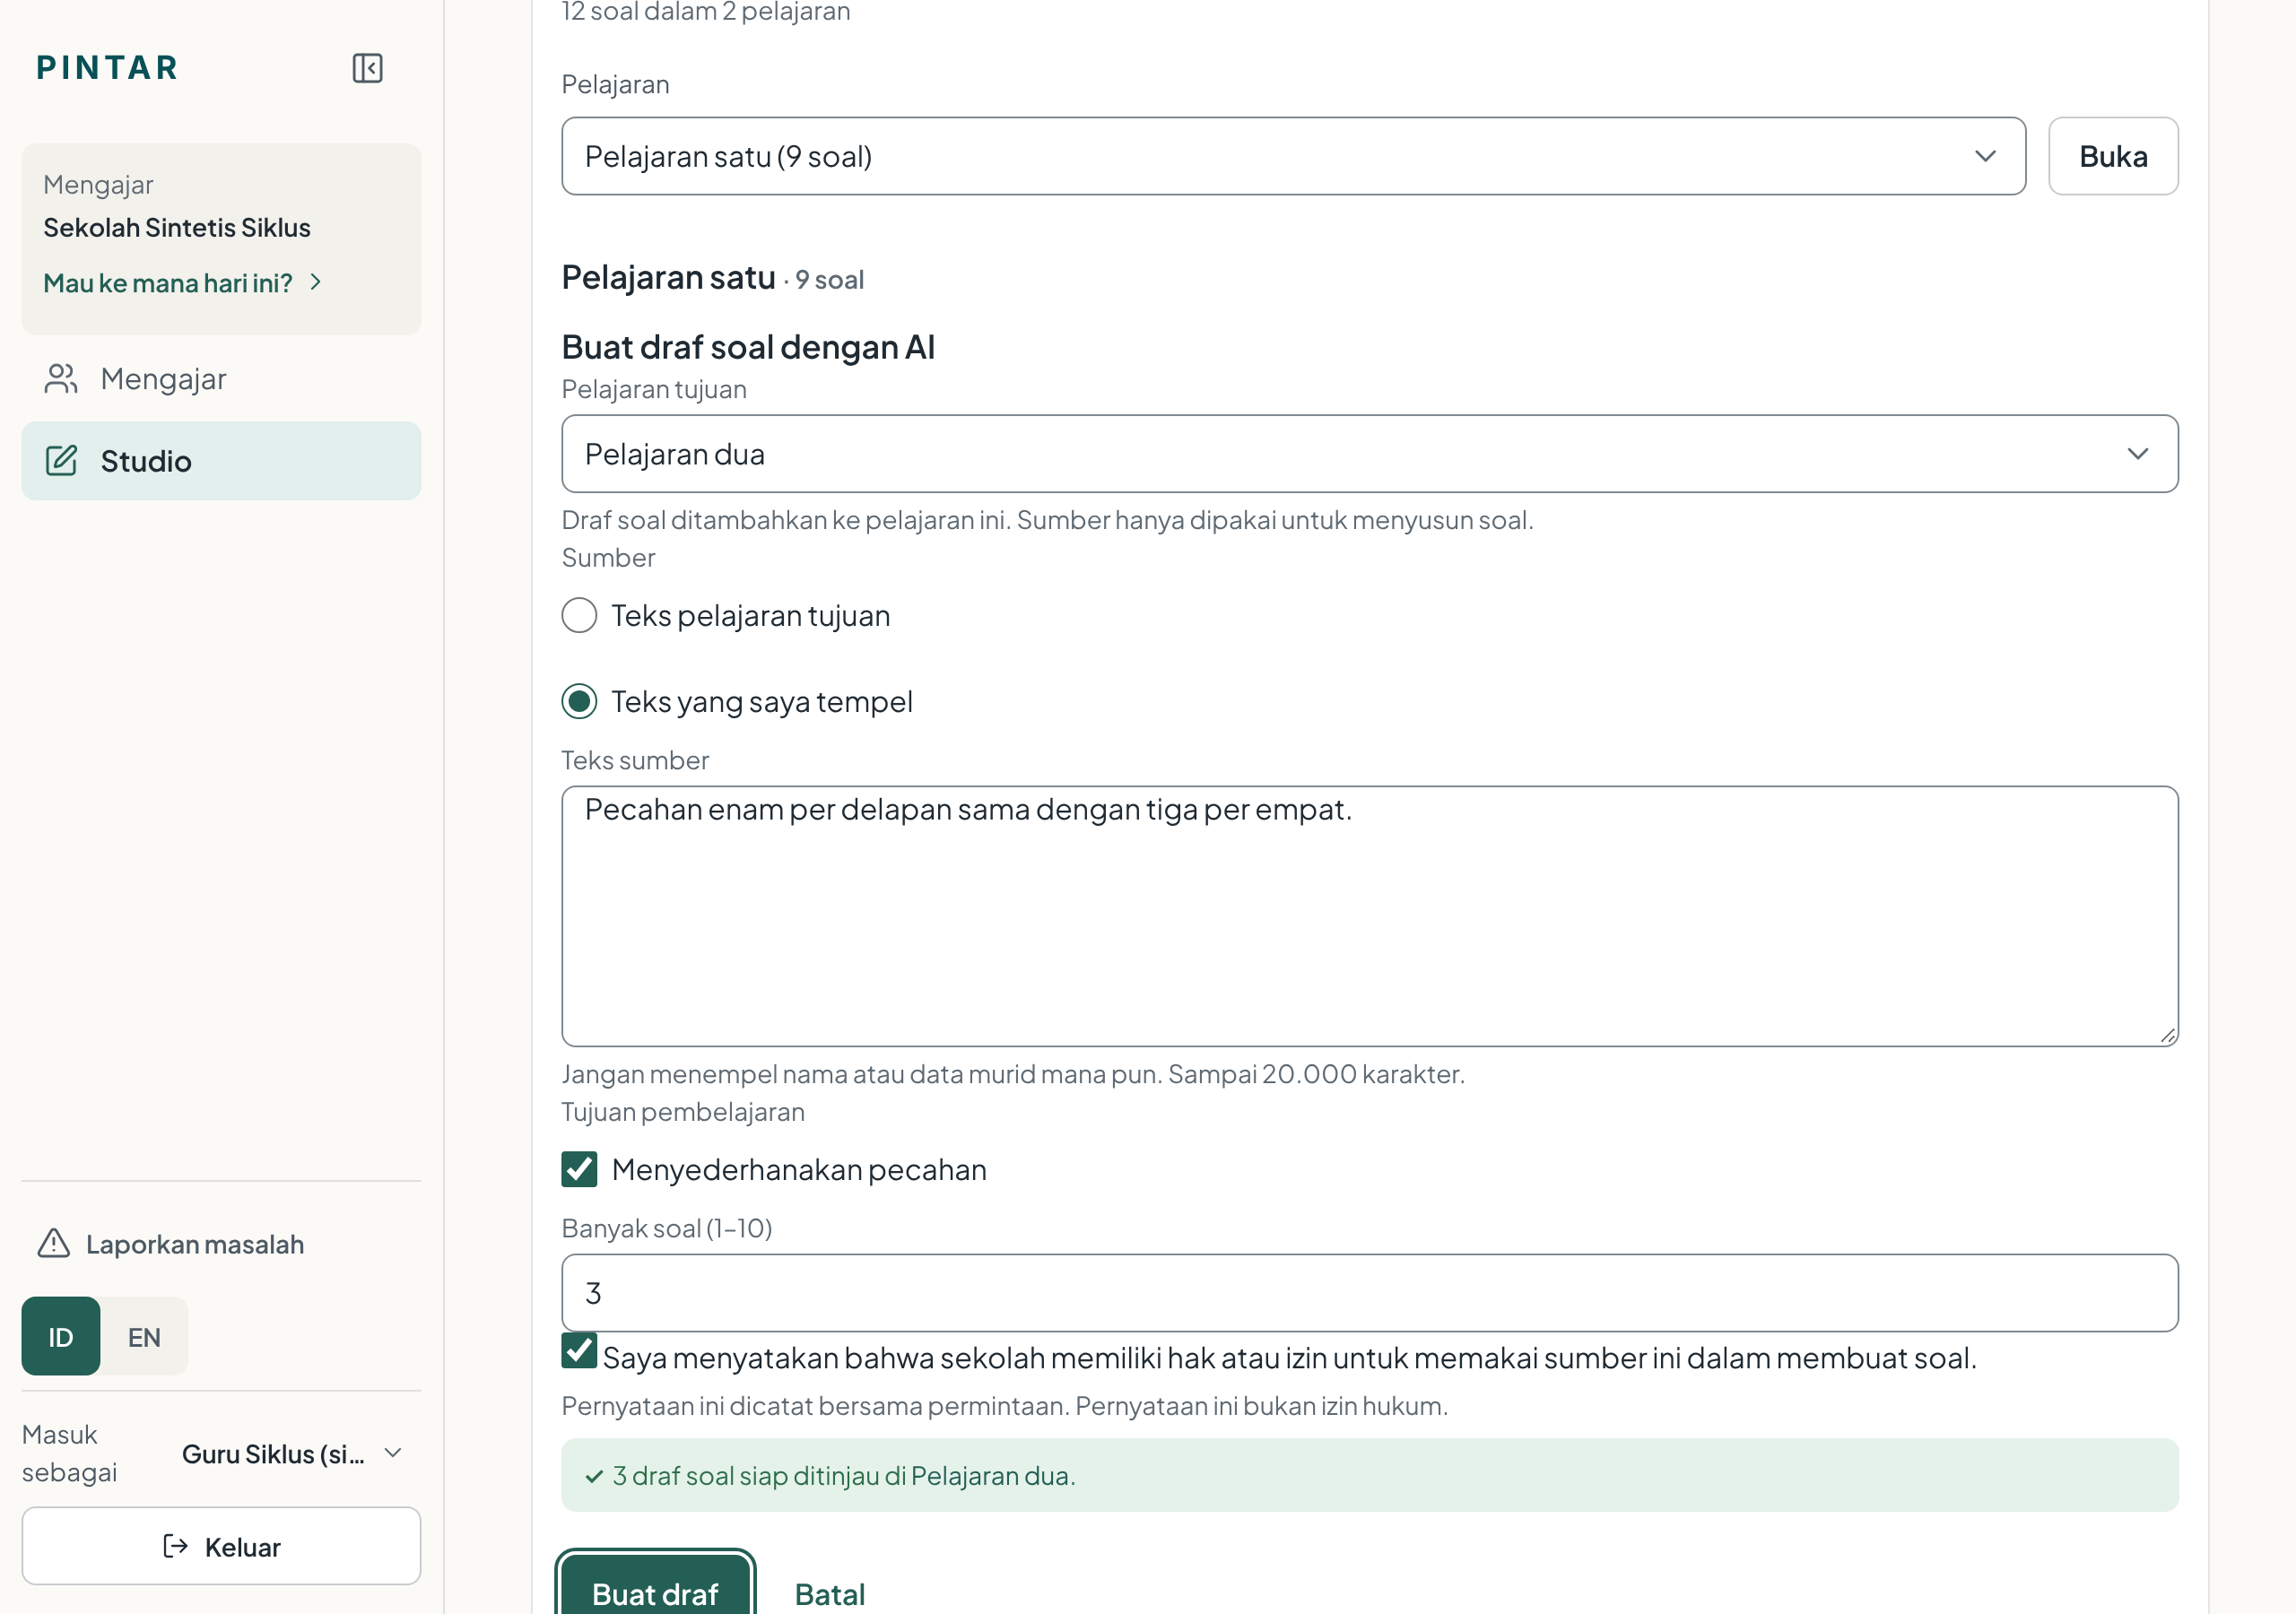 PINTAR
Mengajar
Sekolah Sintetis Siklus
Mau ke mana hari ini?
Mengajar
Studio
Laporkan masalah
ID EN
Masuk sebagai
Guru Siklus (si...
Keluar
12 soal dalam 2 pelajaran
Pelajaran
Pelajaran satu (9 soal)
Buka
Pelajaran satu · 9 soal
Buat draf soal dengan AI
Pelajaran tujuan
Pelajaran dua
Draf soal ditambahkan ke pelajaran ini. Sumber hanya dipakai untuk menyusun soal.
Sumber
Teks pelajaran tujuan
Teks yang saya tempel
Teks sumber
Pecahan enam per delapan sama dengan tiga per empat.
Jangan menempel nama atau data murid mana pun. Sampai 20.000 karakter.
Tujuan pembelajaran
Menyederhanakan pecahan
Banyak soal (1–10)
3
Saya menyatakan bahwa sekolah memiliki hak atau izin untuk memakai sumber ini dalam membuat soal.
Pernyataan ini dicatat bersama permintaan. Pernyataan ini bukan izin hukum.
✓ 3 draf soal siap ditinjau di Pelajaran dua.
Buat draf
Batal